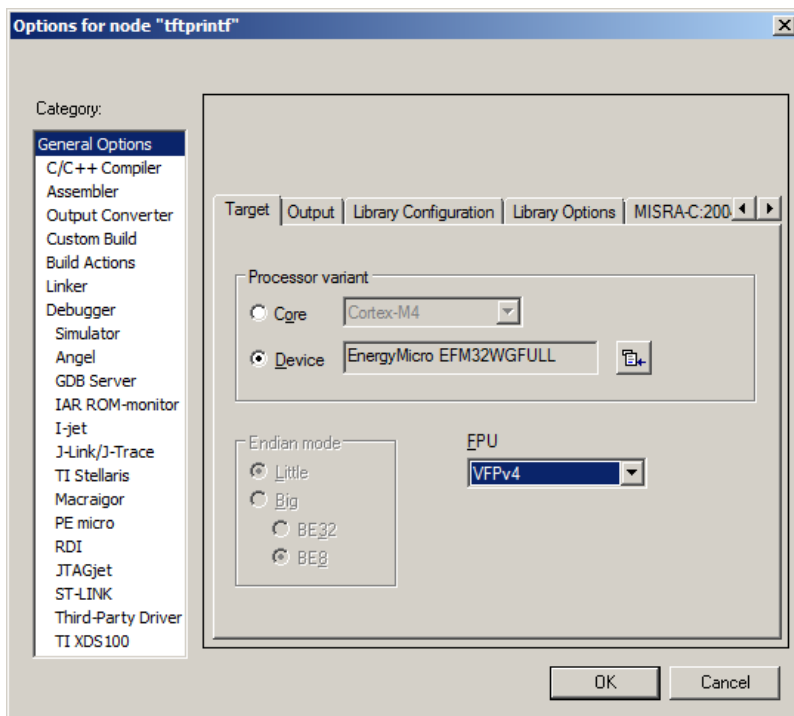 Options for node "tftprintf"
Category:
General Options
C/C++ Compiler
Assembler
Output Converter
Custom Build
Build Actions
Linker
Debugger
Simulator
Angel
GDB Server
IAR ROM-monitor
I-jet
J-Link/J-Trace
TI Stellaris
Macraigor
PE micro
RDI
JTAGjet
ST-LINK
Third-Party Driver
TI XDS100
Target Output Library Configuration Library Options MISRA-C:200
Processor variant
Core Cortex-M4
Device EnergyMicro EFM32WGFULL
Endian mode
Little
Big
BE32
BE8
FPU
VFPv4
OK Cancel